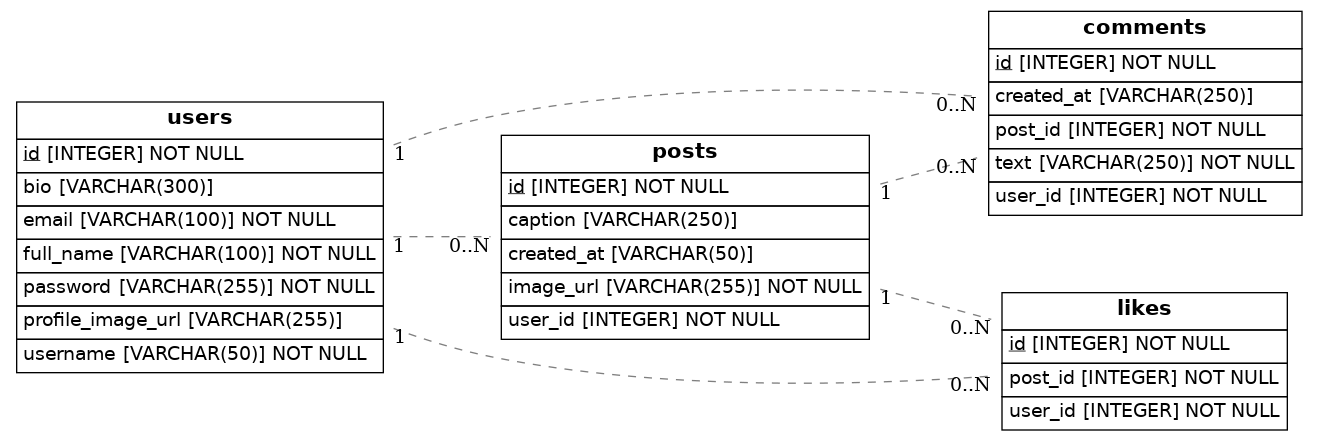 users
id [INTEGER] NOT NULL
bio [VARCHAR(300)]
email [VARCHAR(100)] NOT NULL
full_name [VARCHAR(100)] NOT NULL
password [VARCHAR(255)] NOT NULL
profile_image_url [VARCHAR(255)]
username [VARCHAR(50)] NOT NULL
1
1
1
0..N
posts
id [INTEGER] NOT NULL
caption [VARCHAR(250)]
created_at [VARCHAR(50)]
image_url [VARCHAR(255)] NOT NULL
user_id [INTEGER] NOT NULL
1
1
0..N
0..N
comments
id [INTEGER] NOT NULL
created_at [VARCHAR(250)]
post_id [INTEGER] NOT NULL
text [VARCHAR(250)] NOT NULL
user_id [INTEGER] NOT NULL
0..N
0..N
likes
id [INTEGER] NOT NULL
post_id [INTEGER] NOT NULL
user_id [INTEGER] NOT NULL